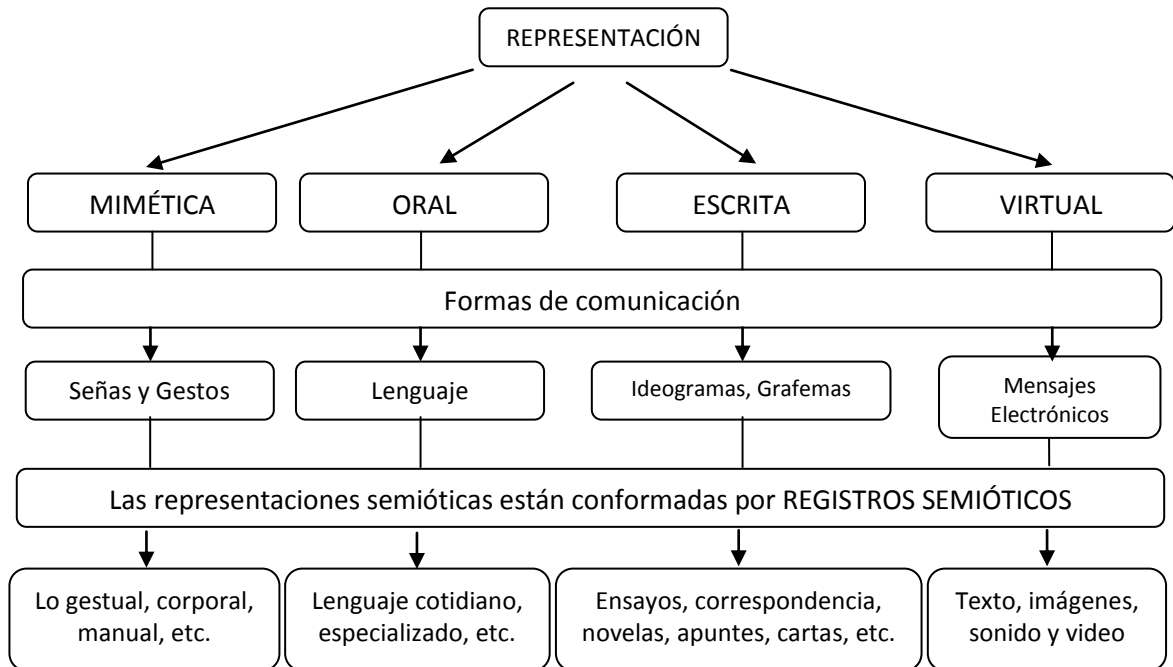 REPRESENTACIÓN
MIMÉTICA
ORAL
ESCRITA
VIRTUAL
Formas de comunicación
Señas y Gestos
Lenguaje
Ideogramas, Grafemas
Mensajes
Electrónicos
Las representaciones semióticas están conformadas por REGISTROS SEMIÓTICOS
Lo gestual, corporal,
manual, etc.
Lenguaje cotidiano,
especializado, etc.
Ensayos, correspondencia,
novelas, apuntes, cartas, etc.
Texto, imágenes,
sonido y video